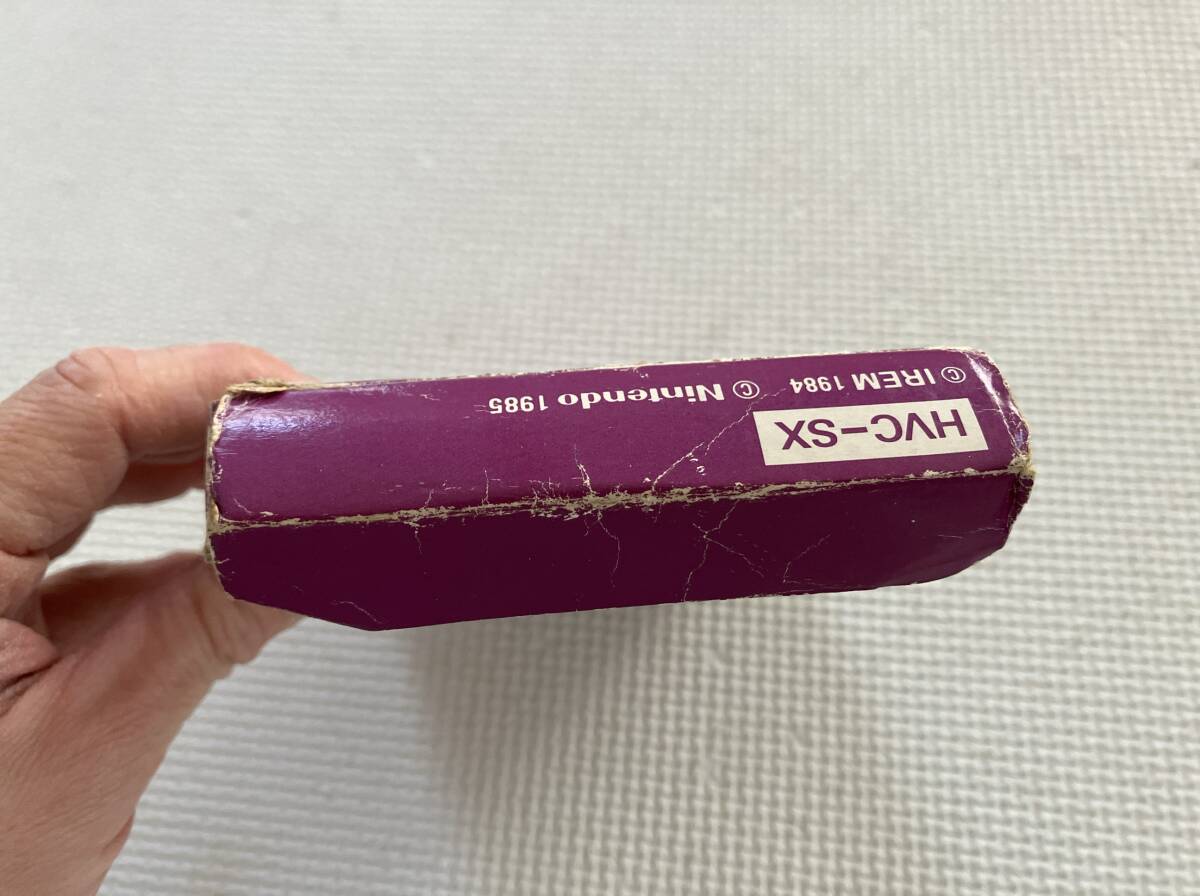 HVC-SX
© IREM 1984 © Nintendo 1985